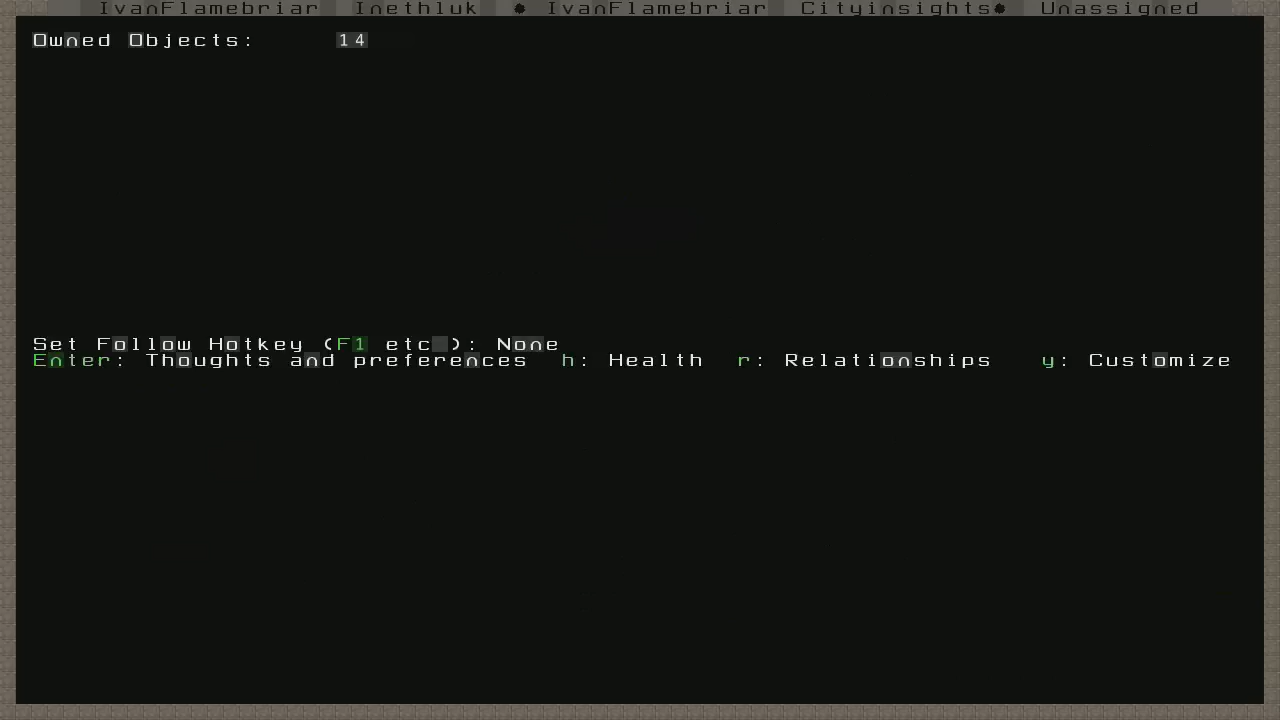 IvanFlamebriar Inethluk ● IvanFlamebriar Cityinsights● Unassigned
Owned Objects: 14
Set Follow Hotkey (F1 etc ): None
Enter: Thoughts and preferences h: Health r: Relationships y: Customize